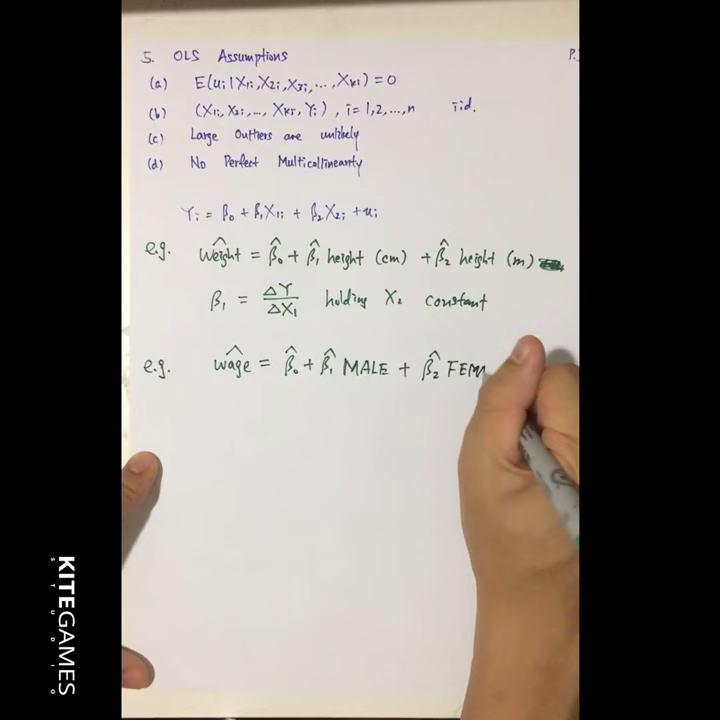 5. OLS Assumptions
(a) E(ui | X1i, X2i, X3i, ..., Xki) = 0
(b) (X1i, X2i, ..., Xki, Yi), i = 1, 2, ..., n iid.
(c) Large Outliers are unlikely
(d) No Perfect Multicollinearity
Yi = β0 + β1X1i + β2X2i + ui
e.g. Weight^ = β̂0 + β̂1 height (cm) + β̂2 height (m)
β1 = ΔY/ΔX1 holding X2 constant
e.g. wage^ = β̂0 + β̂1 MALE + β̂2 FEM
KITEGAMES
STUDIO